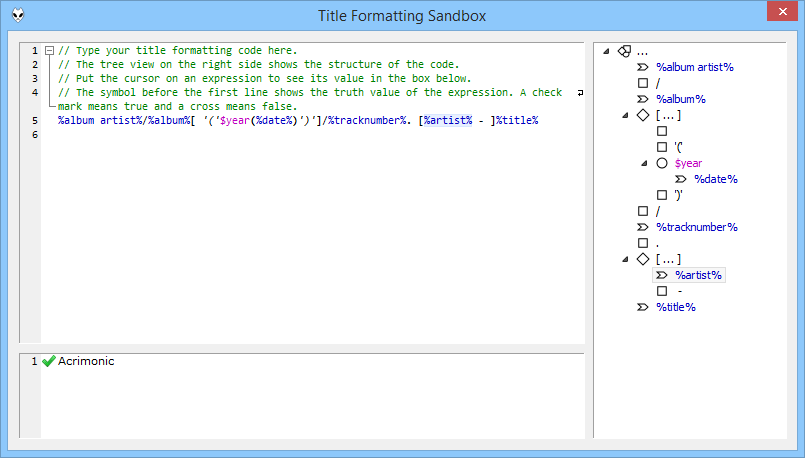 Title Formatting Sandbox
1 // Type your title formatting code here.
2 // The tree view on the right side shows the structure of the code.
3 // Put the cursor on an expression to see its value in the box below.
4 // The symbol before the first line shows the truth value of the expression. A check
mark means true and a cross means false.
5 %album artist%/%album%[ '('$year(%date%)')']/%tracknumber%. [%artist% - ]%title%
6
...
%album artist%
/
%album%
[ ... ]
'('
$year
%date%
')'
/
%tracknumber%
.
[ ... ]
%artist%
-
%title%
1 Acrimonic